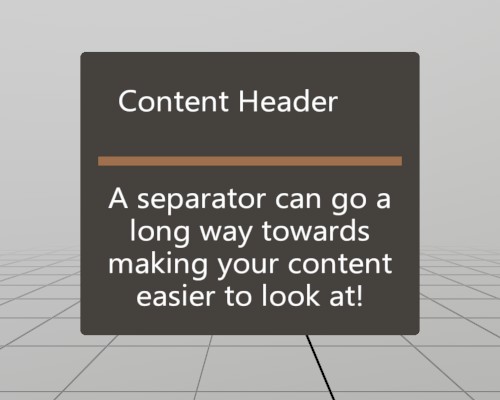 Content Header
A separator can go a
long way towards
making your content
easier to look at!